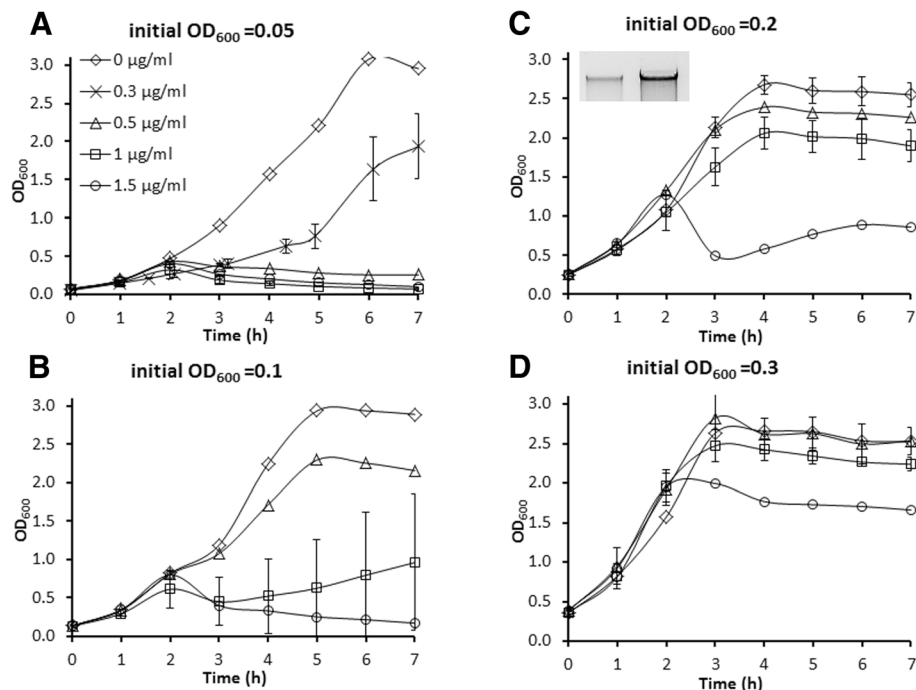 A
initial OD600 =0.05
3.0
2.5
2.0
1.5
1.0
0.5
0.0
OD600
0 µg/ml
0.3 µg/ml
0.5 µg/ml
1 µg/ml
1.5 µg/ml
0 1 2 3 4 5 6 7
Time (h)
B
initial OD600 =0.1
3.0
2.5
2.0
1.5
1.0
0.5
0.0
OD600
0 1 2 3 4 5 6 7
Time (h)
C
initial OD600 =0.2
3.0
2.5
2.0
1.5
1.0
0.5
0.0
OD600
0 1 2 3 4 5 6 7
Time (h)
D
initial OD600 =0.3
3.0
2.5
2.0
1.5
1.0
0.5
0.0
OD600
0 1 2 3 4 5 6 7
Time (h)